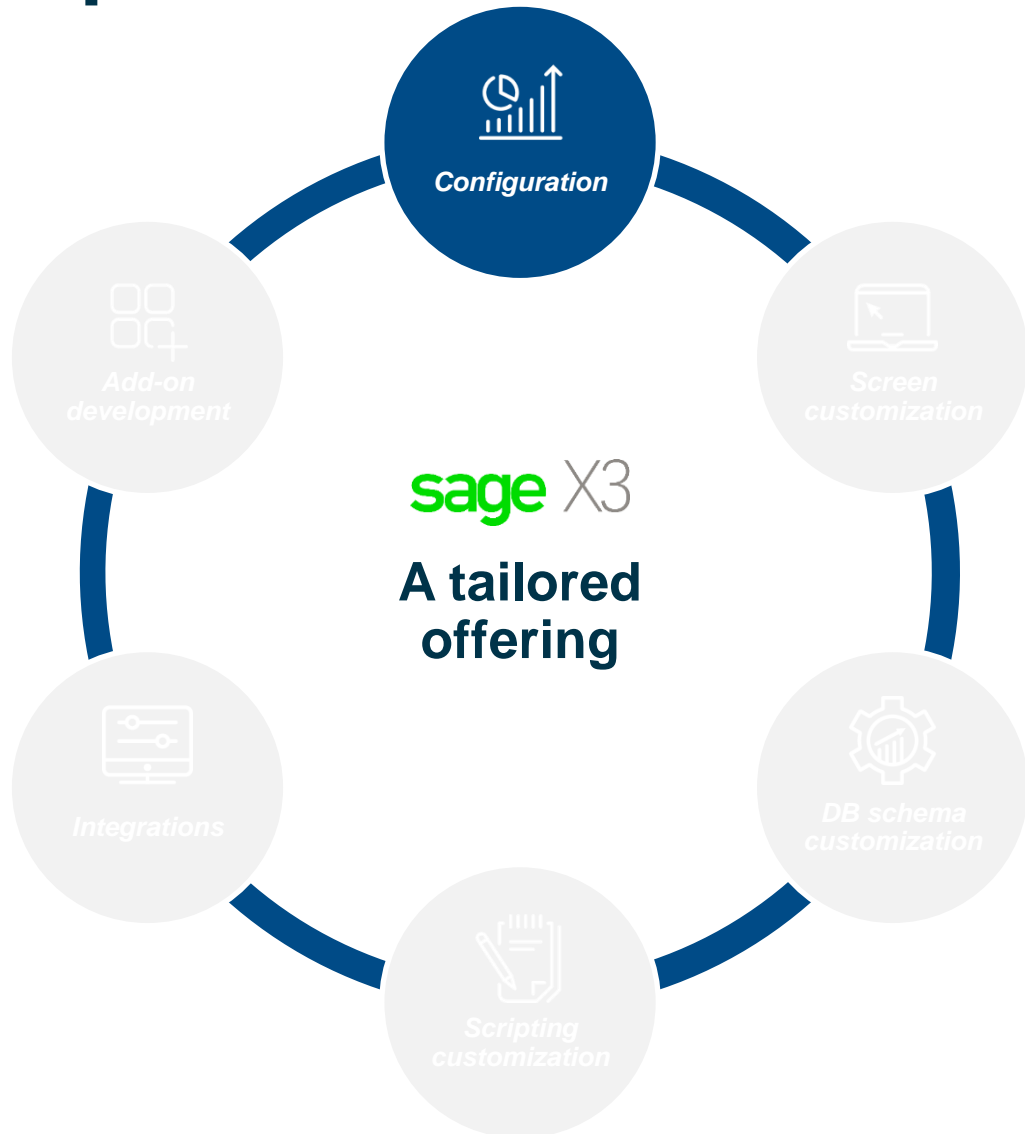 Configuration
Add-on
development
Screen
customization
sage X3
A tailored
offering
Integrations
DB schema
customization
Scripting
customization